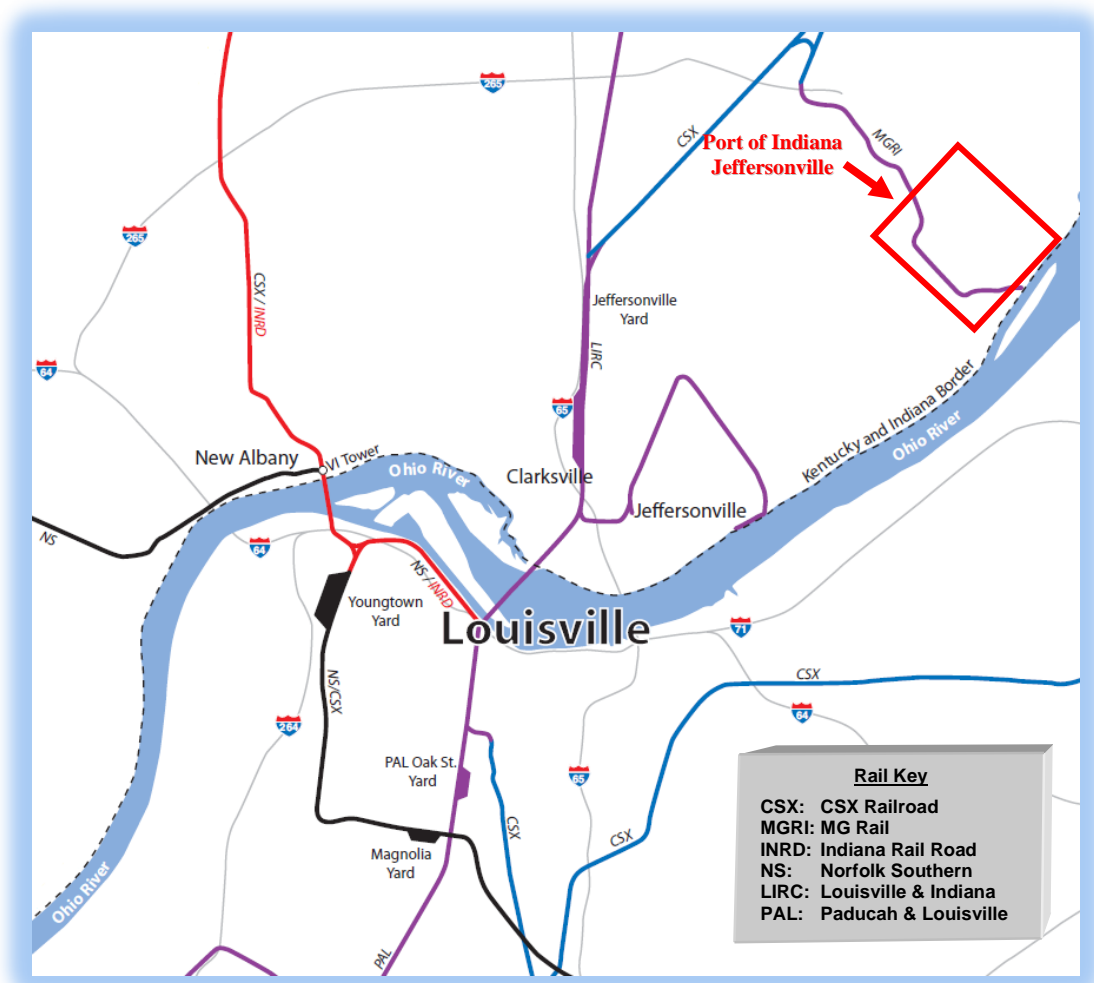 265
CSX
MGRI
Port of Indiana
Jeffersonville
265
CSX / INRD
Jeffersonville
Yard
LIRC
64
65
Kentucky and Indiana Border
Ohio River
New Albany
VI Tower
Ohio River
Clarksville
Jeffersonville
NS
64
NS / INRD
Youngtown
Yard
Louisville
71
NS/CSX
CSX
264
64
PAL Oak St.
Yard
65
CSX
CSX
Magnolia
Yard
Ohio River
PAL
Rail Key
CSX: CSX Railroad
MGRI: MG Rail
INRD: Indiana Rail Road
NS: Norfolk Southern
LIRC: Louisville & Indiana
PAL: Paducah & Louisville